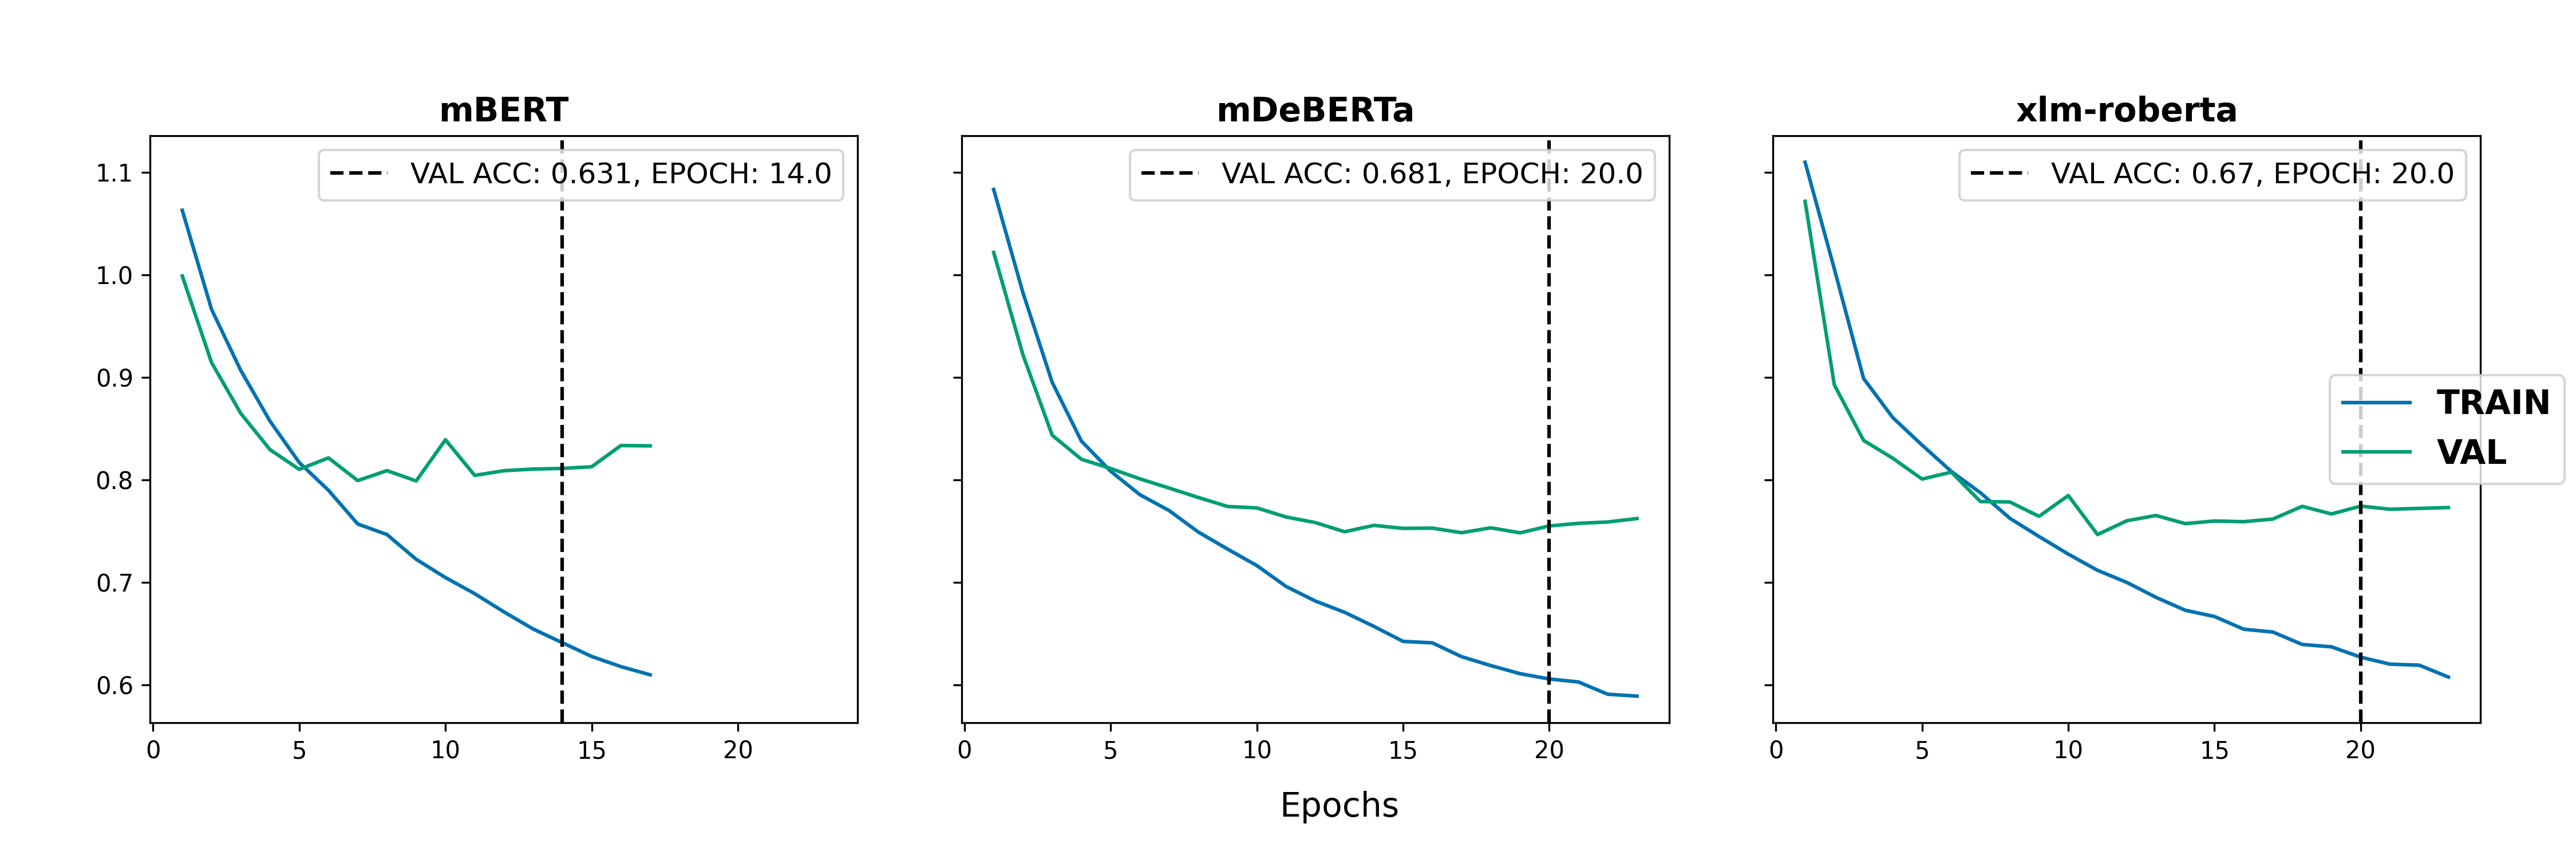 mBERT
VAL ACC: 0.631, EPOCH: 14.0
1.1
1.0
0.9
0.8
0.7
0.6
0 5 10 15 20
mDeBERTa
VAL ACC: 0.681, EPOCH: 20.0
0 5 10 15 20
xlm-roberta
VAL ACC: 0.67, EPOCH: 20.0
TRAIN
VAL
0 5 10 15 20
Epochs